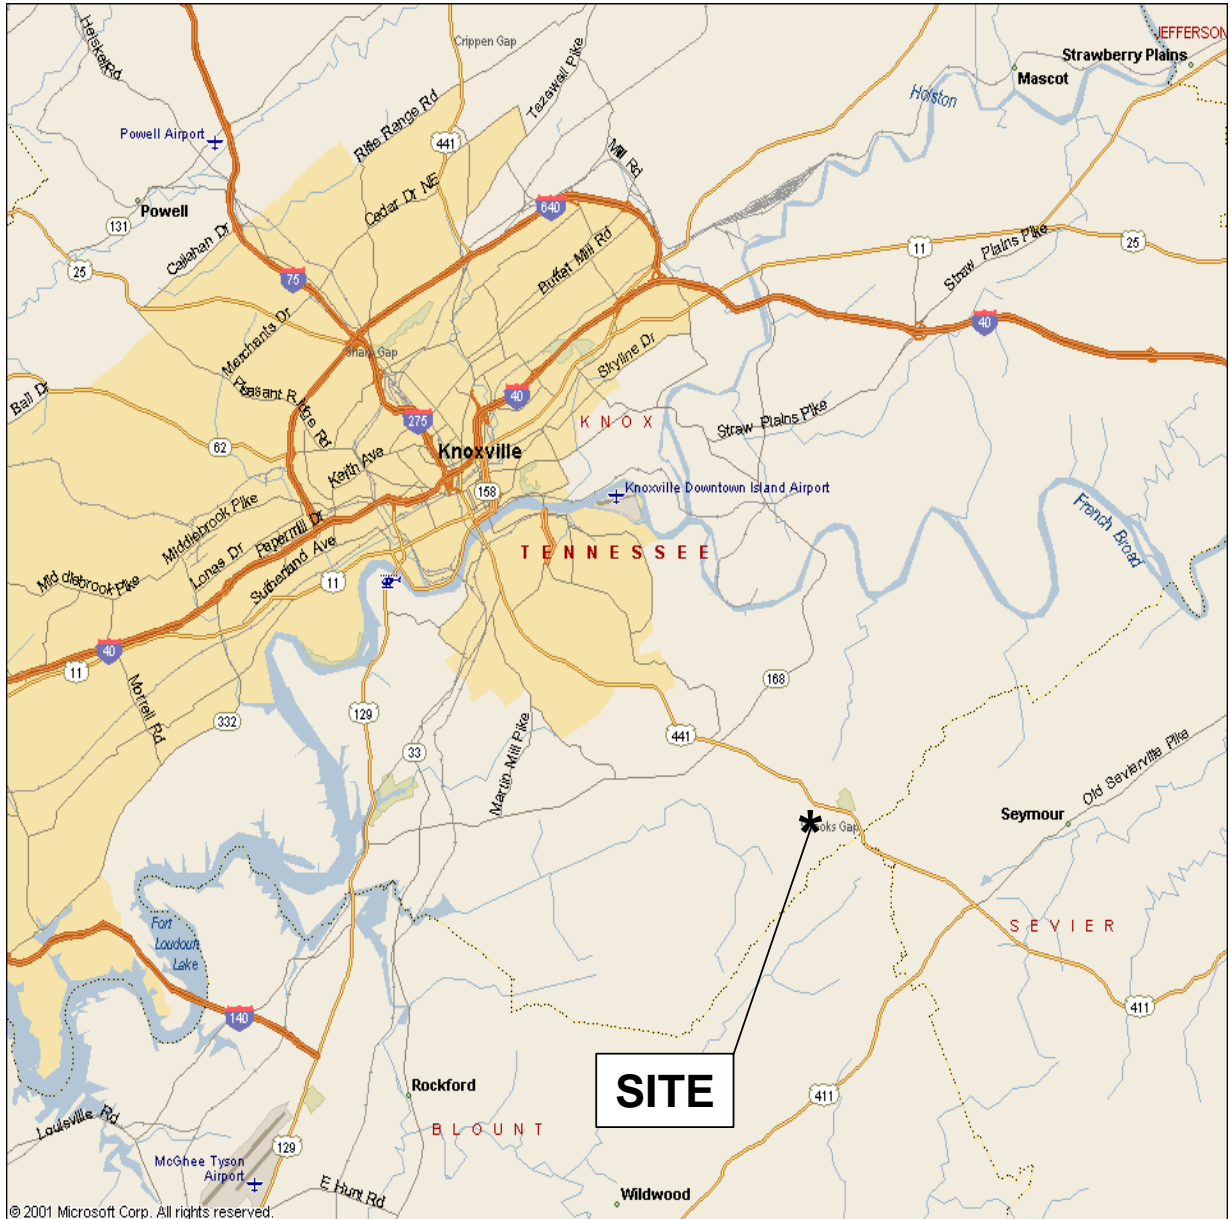 JEFFERSON
Heiskell Rd
Crippen Gap
Tazewell Pike
Strawberry Plains
Mascot
Holston
Rifle Range Rd
Powell Airport
441
Mill Rd
Cedar Dr NE
Powell
640
131
Callahan Dr
11
25
Straw Plains Pike
Buffat Mill Rd
25
75
40
Merchants Dr
Sharp Gap
Skyline Dr
Pleasant Ridge Rd
Ball Dr
40
275
KNOX
Straw Plains Pike
62
Knoxville
Keith Ave
158
Knoxville Downtown Island Airport
Middlebrook Pike
Papermill Dr
French Broad
Lonas Dr
Sutherland Ave
TENNESSEE
Middlebrook Pike
11
40
11
168
Morrell Rd
129
332
441
33
Martin Mill Pike
Old Sevierville Pike
Seymour
ooks Gap
Fort
Loudoun
Lake
SEVIER
140
411
SITE
Rockford
411
Louisville Rd
BLOUNT
129
McGhee Tyson
Airport
E Hunt Rd
Wildwood
© 2001 Microsoft Corp. All rights reserved.